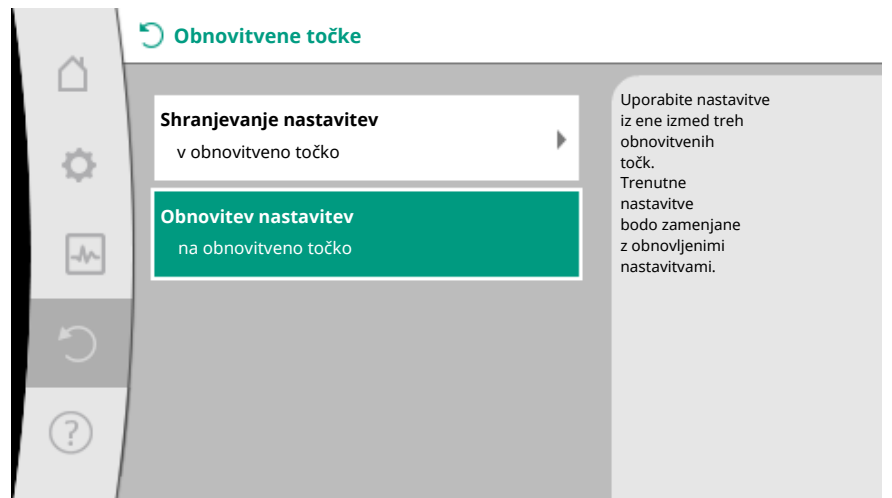 Obnovitvene točke
Shranjevanje nastavitev
v obnovitveno točko
Obnovitev nastavitev
na obnovitveno točko
Uporabite nastavitve
iz ene izmed treh
obnovitvenih
točk.
Trenutne
nastavitve
bodo zamenjane
z obnovljenimi
nastavitvami.
?